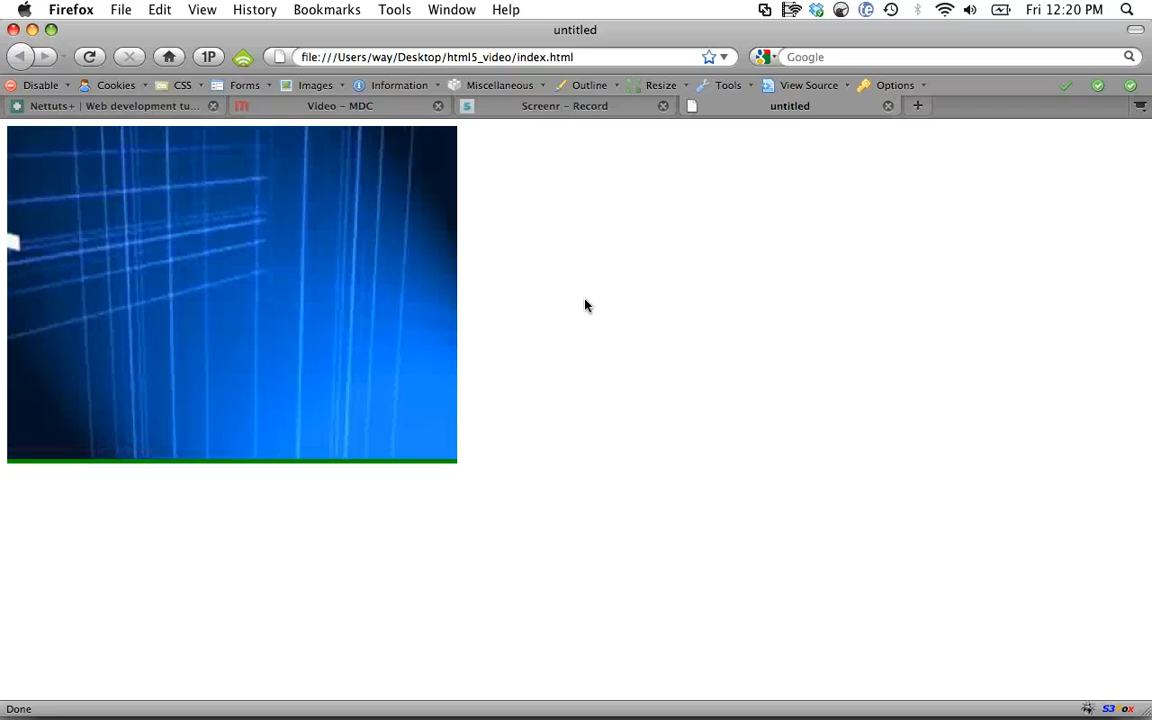 Firefox File Edit View History Bookmarks Tools Window Help Fri 12:20 PM
untitled
1P file:///Users/way/Desktop/html5_video/index.html Google
Disable Cookies CSS Forms Images Information Miscellaneous Outline Resize Tools View Source Options
Nettuts+ | Web development tu... m Video – MDC S Screenr – Record untitled
Done S3 ox